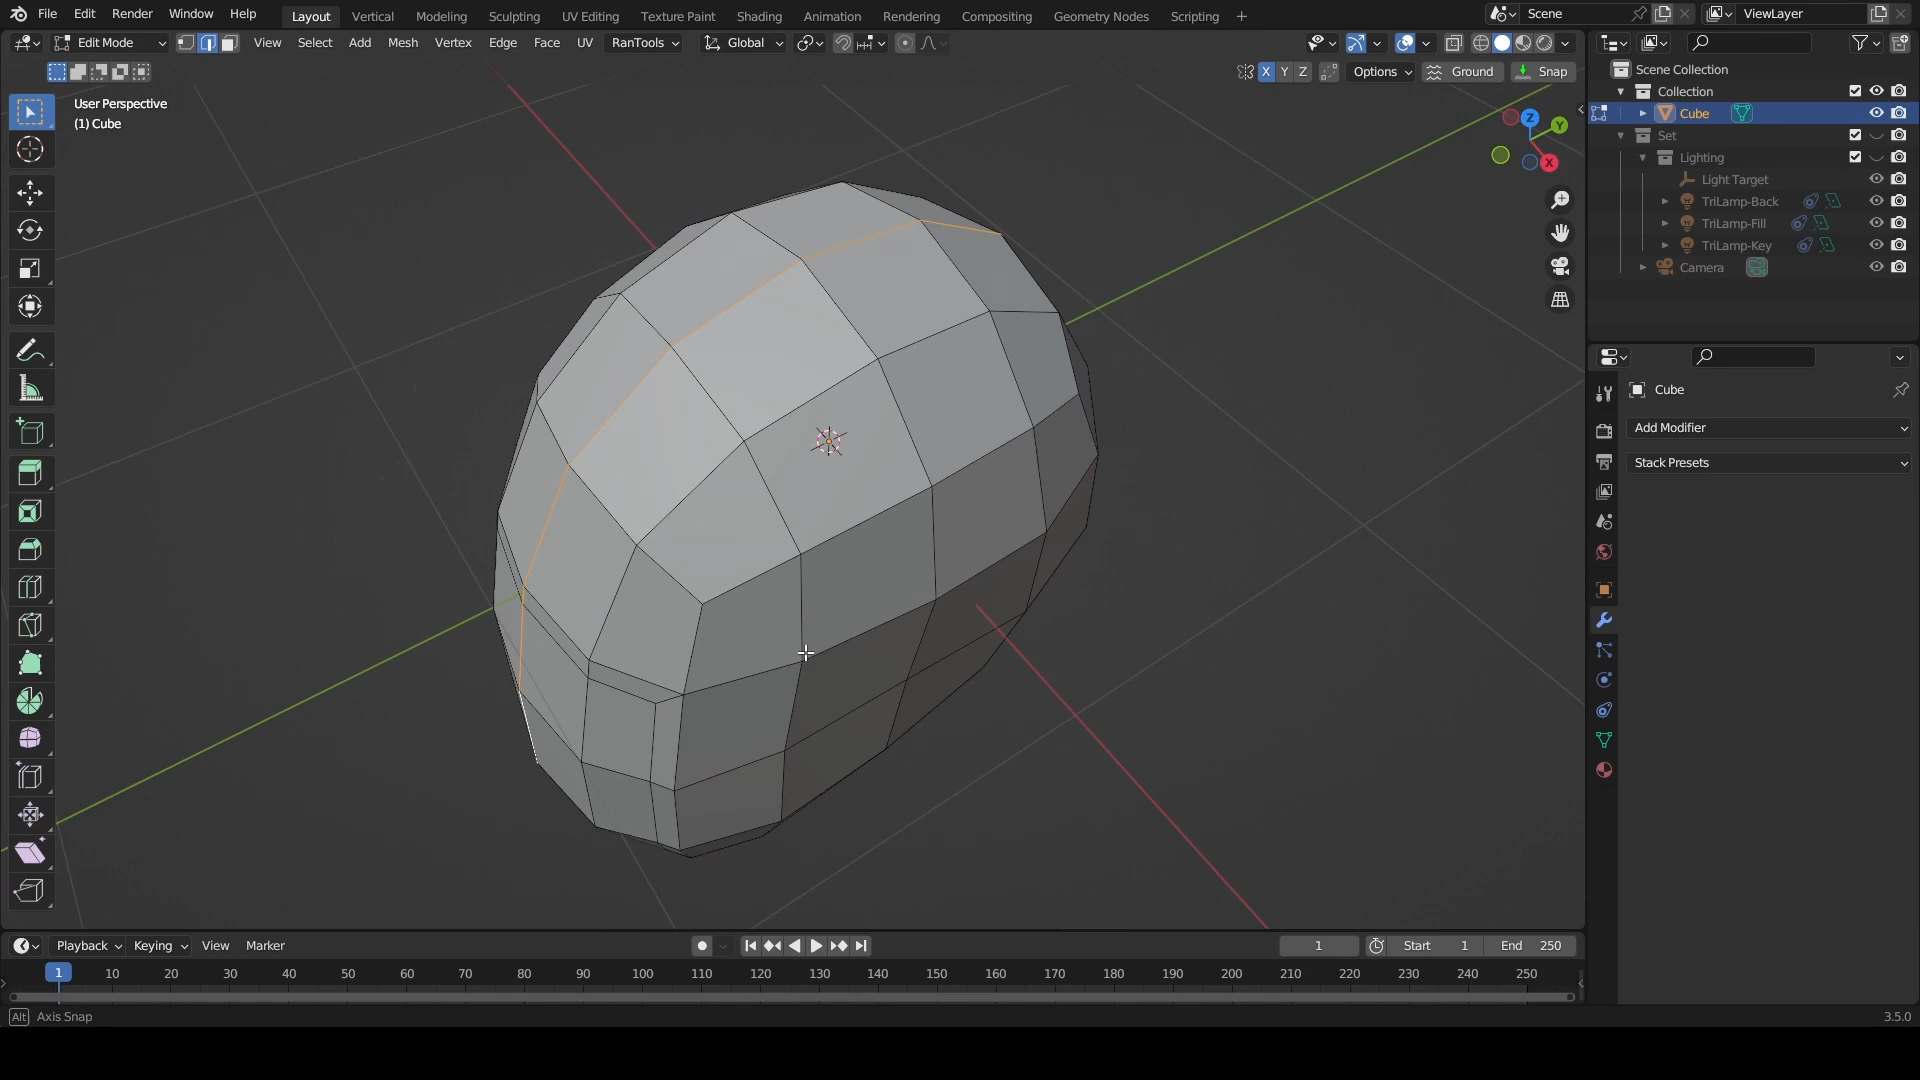 File Edit Render Window Help Layout Vertical Modeling Sculpting UV Editing Texture Paint Shading Animation Rendering Compositing Geometry Nodes Scripting + Scene ViewLayer
Edit Mode View Select Add Mesh Vertex Edge Face UV RanTools Global
X Y Z Options Ground Snap
User Perspective
(1) Cube
Z
Y
X
Scene Collection
Collection
Cube
Set
Lighting
Light Target
TriLamp-Back
TriLamp-Fill
TriLamp-Key
Camera
Cube
Add Modifier
Stack Presets
Playback Keying View Marker 1 Start 1 End 250
1 10 20 30 40 50 60 70 80 90 100 110 120 130 140 150 160 170 180 190 200 210 220 230 240 250
Alt Axis Snap 3.5.0